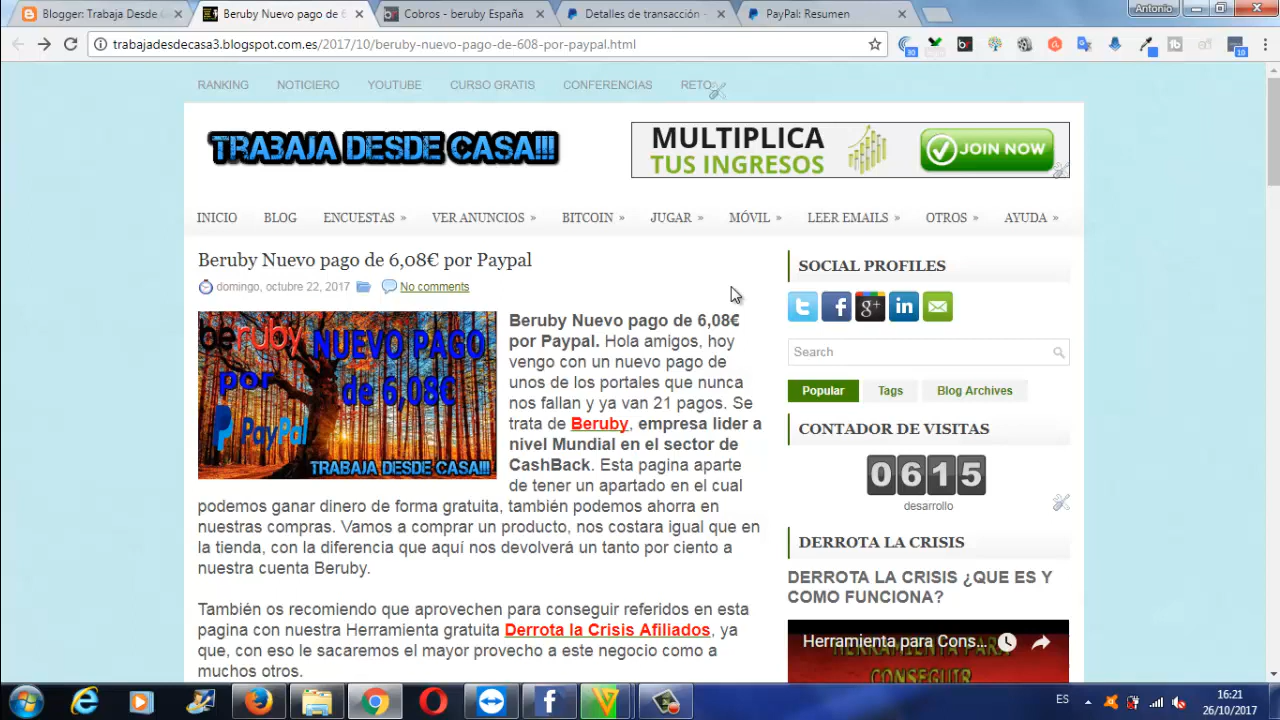 Blogger: Trabaja Desde C
Beruby Nuevo pago de 6
Cobros - beruby España
Detalles de transacción -
PayPal: Resumen
Antonio
trabajadesdecasa3.blogspot.com.es/2017/10/beruby-nuevo-pago-de-608-por-paypal.html
30
10
RANKING NOTICIERO YOUTUBE CURSO GRATIS CONFERENCIAS RETO
TRABAJA DESDE CASA!!!
MULTIPLICA
TUS INGRESOS
JOIN NOW
INICIO BLOG ENCUESTAS » VER ANUNCIOS » BITCOIN » JUGAR » MÓVIL » LEER EMAILS » OTROS » AYUDA »
Beruby Nuevo pago de 6,08€ por Paypal
domingo, octubre 22, 2017 No comments
beruby NUEVO PAGO
por de 6,08€
PayPal
TRABAJA DESDE CASA!!!
Beruby Nuevo pago de 6,08€
por Paypal. Hola amigos, hoy
vengo con un nuevo pago de
unos de los portales que nunca
nos fallan y ya van 21 pagos. Se
trata de Beruby, empresa lider a
nivel Mundial en el sector de
CashBack. Esta pagina aparte
de tener un apartado en el cual
podemos ganar dinero de forma gratuita, también podemos ahorra en
nuestras compras. Vamos a comprar un producto, nos costara igual que en
la tienda, con la diferencia que aquí nos devolverá un tanto por ciento a
nuestra cuenta Beruby.
También os recomiendo que aprovechen para conseguir referidos en esta
pagina con nuestra Herramienta gratuita Derrota la Crisis Afiliados, ya
que, con eso le sacaremos el mayor provecho a este negocio como a
muchos otros.
SOCIAL PROFILES
Search
Popular Tags Blog Archives
CONTADOR DE VISITAS
0615
desarrollo
DERROTA LA CRISIS
DERROTA LA CRISIS ¿QUE ES Y
COMO FUNCIONA?
Herramienta para Cons...
HERRAMIENTA PARA
CONSEGUIR
ES
16:21
26/10/2017